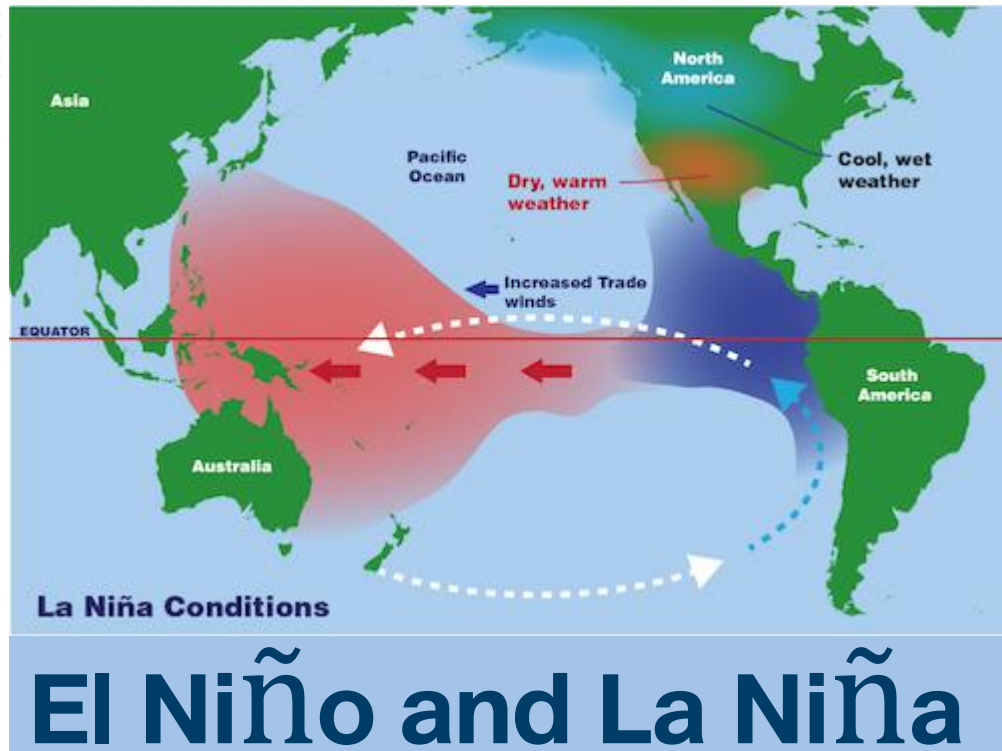 North
America
Asia
Pacific
Ocean
Cool, wet
weather
Dry, warm
weather
Increased Trade
winds
EQUATOR
South
America
Australia
La Niña Conditions
El Niño and La Niña